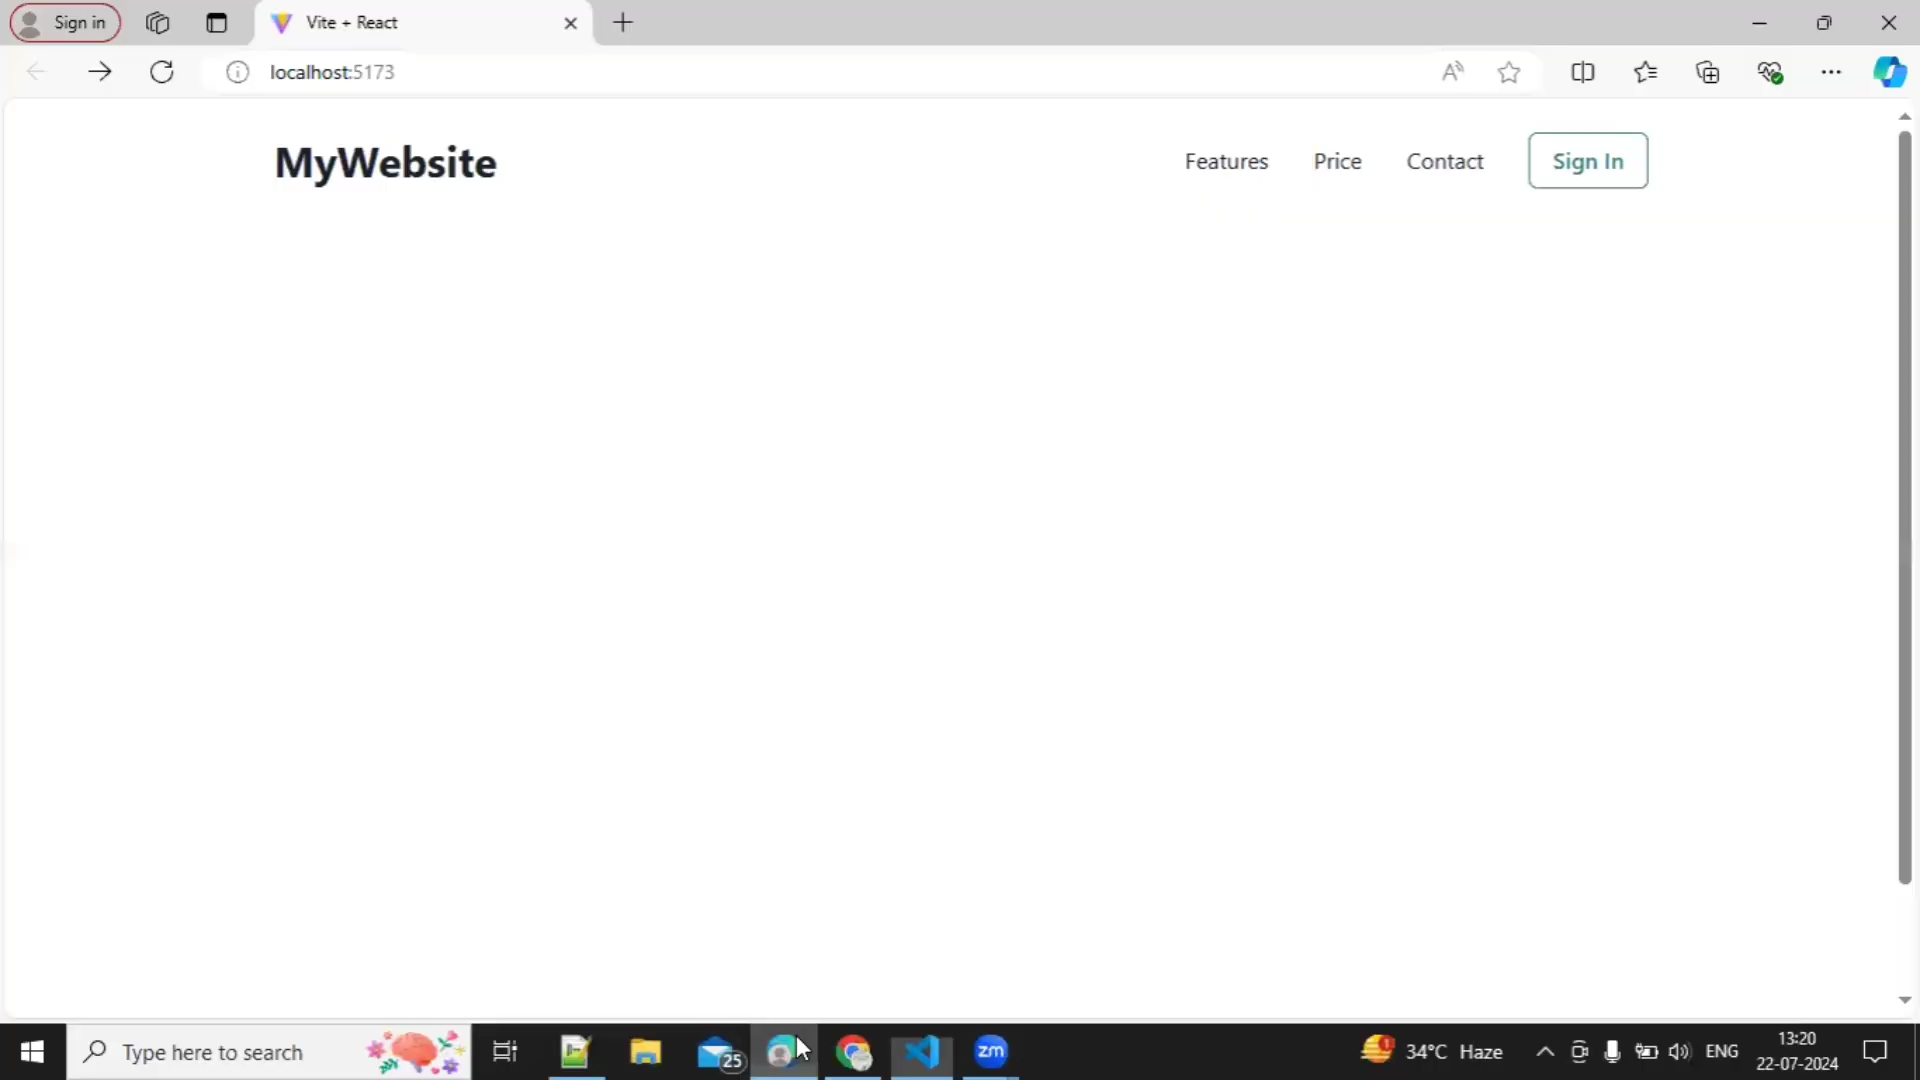 Sign in
Vite + React
localhost:5173
MyWebsite
Features
Price
Contact
Sign In
Type here to search
25
zm
1
34°C Haze
ENG
13:20
22-07-2024